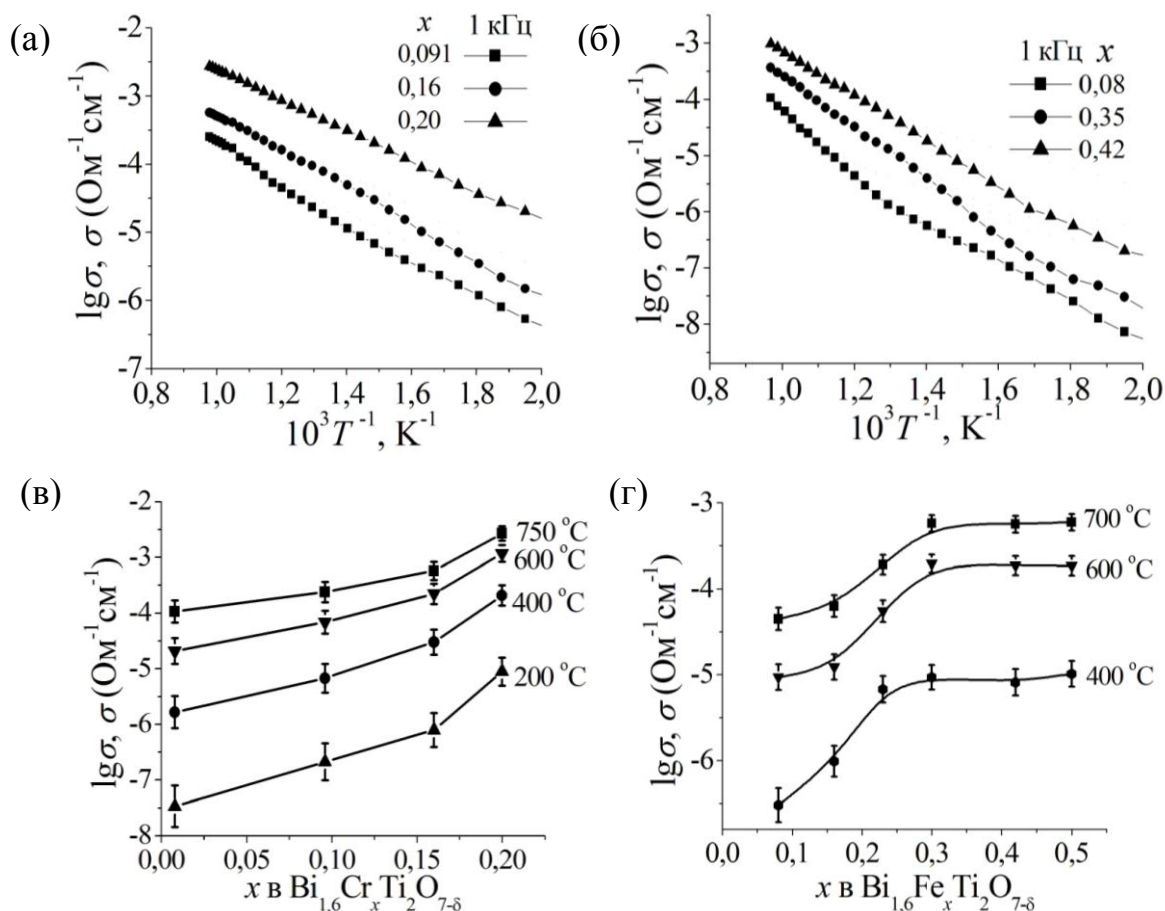 (а)
x 1 кГц
0,091
0,16
0,20
lgσ, σ (Ом⁻¹см⁻¹)
-2
-3
-4
-5
-6
-7
0,8 1,0 1,2 1,4 1,6 1,8 2,0
10³T⁻¹, K⁻¹
(б)
1 кГц x
0,08
0,35
0,42
lgσ, σ (Ом⁻¹см⁻¹)
-3
-4
-5
-6
-7
-8
0,8 1,0 1,2 1,4 1,6 1,8 2,0
10³T⁻¹, K⁻¹
(в)
750 °C
600 °C
400 °C
200 °C
lgσ, σ (Ом⁻¹см⁻¹)
-2
-3
-4
-5
-6
-7
-8
0,00 0,05 0,10 0,15 0,20
x в Bi₁,₆CrₓTi₂O₇₋δ
(г)
700 °C
600 °C
400 °C
lgσ, σ (Ом⁻¹см⁻¹)
-3
-4
-5
-6
0,0 0,1 0,2 0,3 0,4 0,5
x в Bi₁,₆FeₓTi₂O₇₋δ